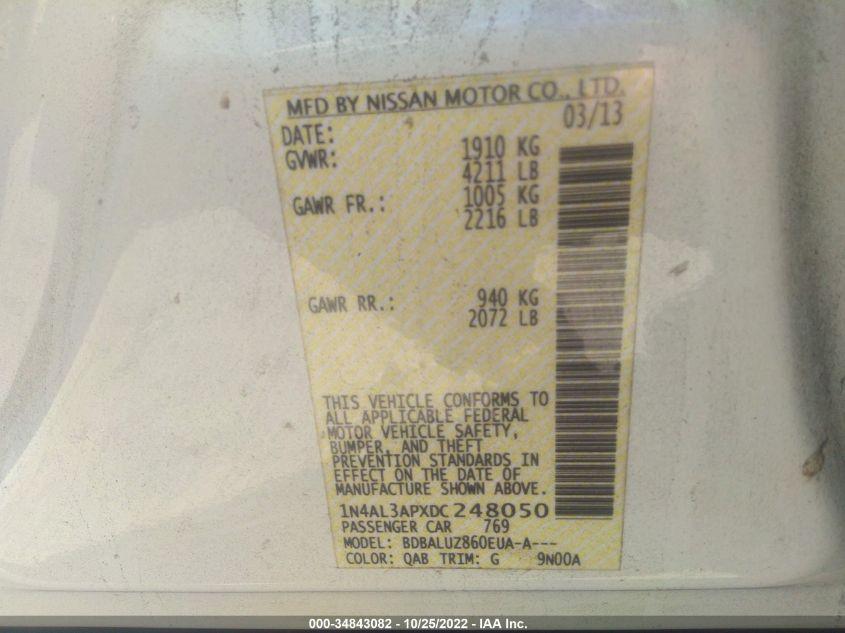 MFD BY NISSAN MOTOR CO., LTD.
DATE: 03/13
GVWR: 1910 KG
4211 LB
GAWR FR.: 1005 KG
2216 LB
GAWR RR.: 940 KG
2072 LB
THIS VEHICLE CONFORMS TO
ALL APPLICABLE FEDERAL
MOTOR VEHICLE SAFETY,
BUMPER, AND THEFT
PREVENTION STANDARDS IN
EFFECT ON THE DATE OF
MANUFACTURE SHOWN ABOVE.
1N4AL3APXDC248050
PASSENGER CAR 769
MODEL: BDBALUZ860EUA-A---
COLOR: QAB TRIM: G 9N00A
000-34843082 - 10/25/2022 - IAA Inc.